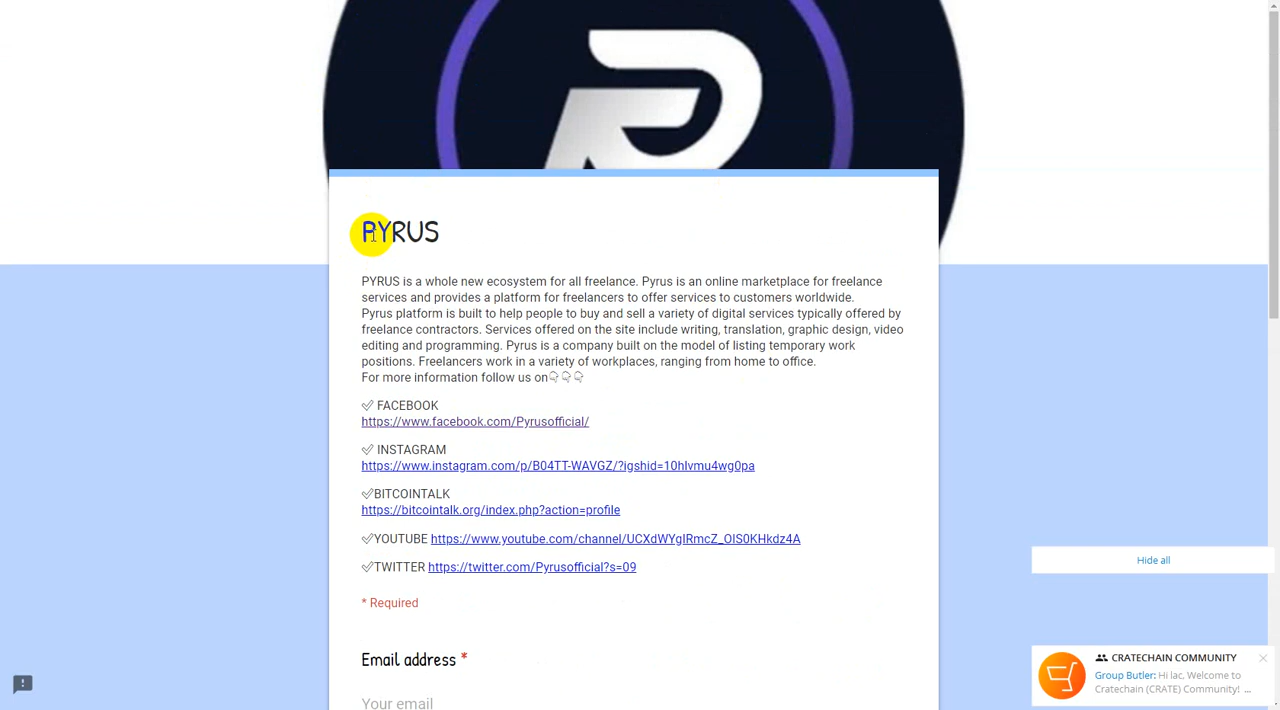 PYRUS
PYRUS is a whole new ecosystem for all freelance. Pyrus is an online marketplace for freelance
services and provides a platform for freelancers to offer services to customers worldwide.
Pyrus platform is built to help people to buy and sell a variety of digital services typically offered by
freelance contractors. Services offered on the site include writing, translation, graphic design, video
editing and programming. Pyrus is a company built on the model of listing temporary work
positions. Freelancers work in a variety of workplaces, ranging from home to office.
For more information follow us on👇👇👇
✅ FACEBOOK
https://www.facebook.com/Pyrusofficial/
✅ INSTAGRAM
https://www.instagram.com/p/B04TT-WAVGZ/?igshid=10hlvmu4wg0pa
✅BITCOINTALK
https://bitcointalk.org/index.php?action=profile
✅YOUTUBE https://www.youtube.com/channel/UCXdWYgIRmcZ_OIS0KHkdz4A
✅TWITTER https://twitter.com/Pyrusofficial?s=09
* Required
Email address *
Your email
Hide all
CRATECHAIN COMMUNITY
Group Butler: Hi lac, Welcome to
Cratechain (CRATE) Community! ...